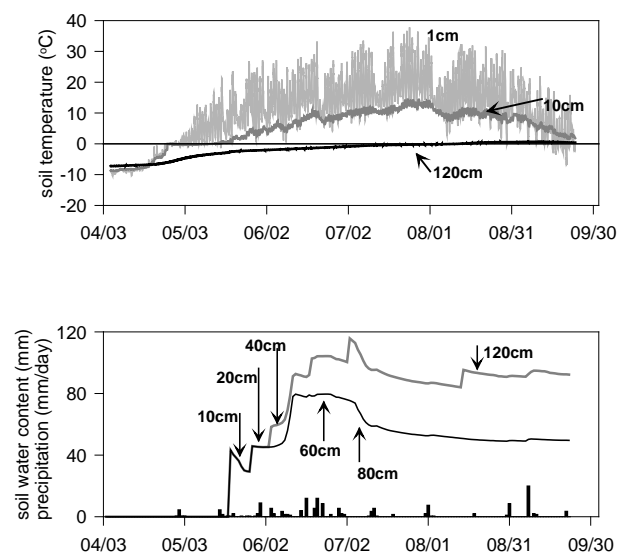 soil temperature (ºC)
40
30
20
10
0
-10
-20
1cm
10cm
120cm
04/03 05/03 06/02 07/02 08/01 08/31 09/30
soil water content (mm)
precipitation (mm/day)
120
80
40
0
40cm
20cm
10cm
60cm
80cm
120cm
04/03 05/03 06/02 07/02 08/01 08/31 09/30